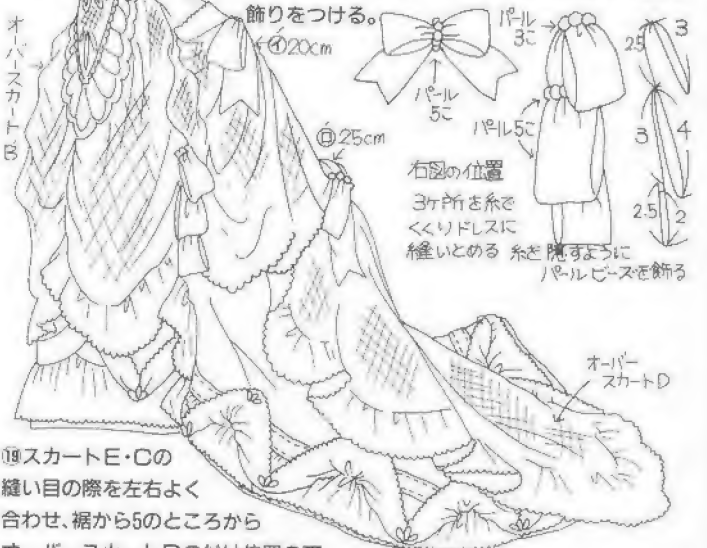 飾りをつける。
㋑20cm
オーバースカートB
パール
5こ
パール
3こ
パール5こ
2.5
3
3
4
2.5
2
㋺25cm
右図の位置
3ヶ所を糸で
くくりドレスに
縫いとめる 糸を隠すように
パールビーズを飾る
オーバー
スカートD
⑲スカートE・Cの
縫い目の際を左右よく
合わせ、裾から5のところから